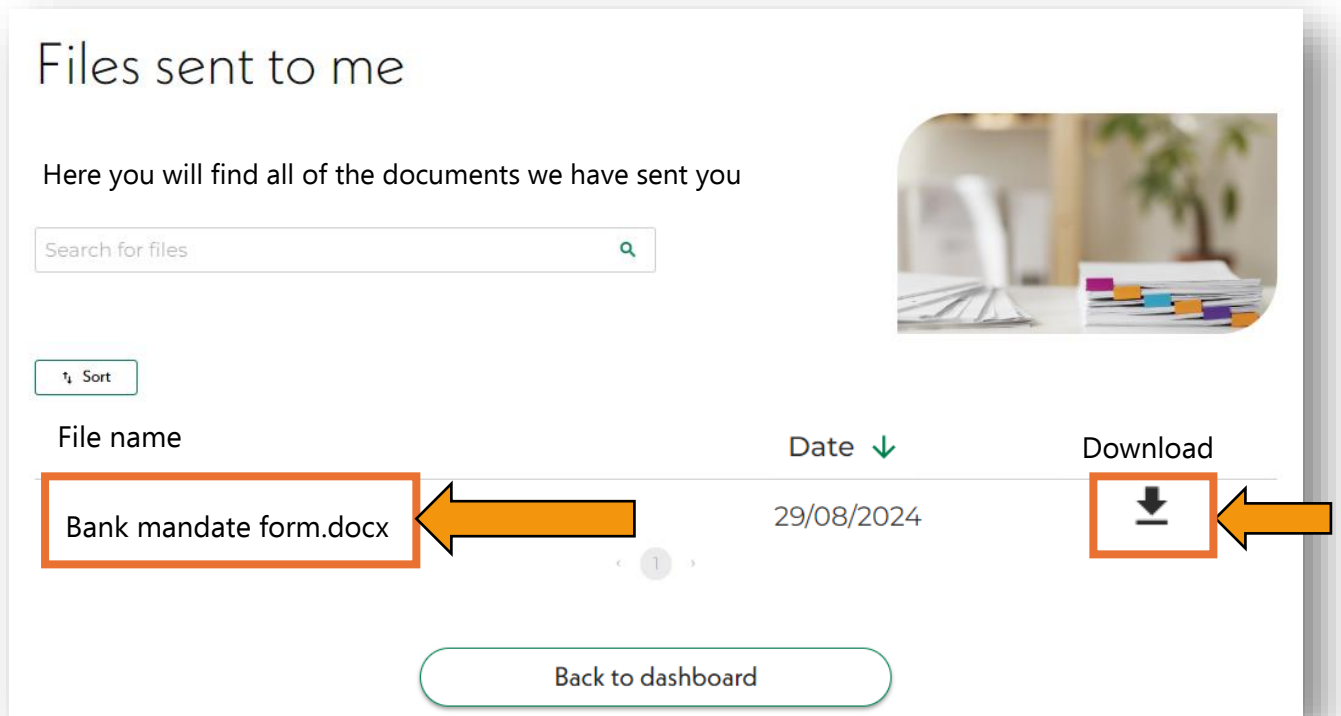 Files sent to me
Here you will find all of the documents we have sent you
Search for files
Sort
File name Date Download
Bank mandate form.docx 29/08/2024
1
Back to dashboard